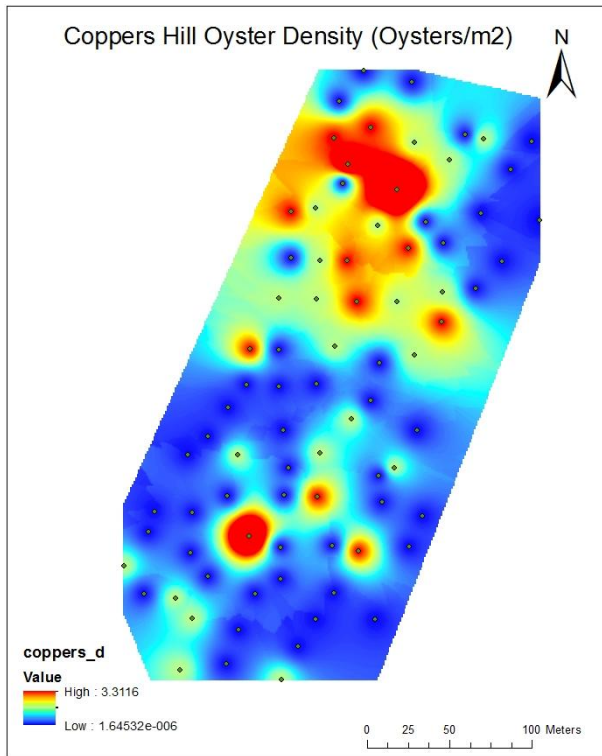 Coppers Hill Oyster Density (Oysters/m2)
N
coppers_d
Value
High : 3.3116
Low : 1.64532e-006
0 25 50 100 Meters